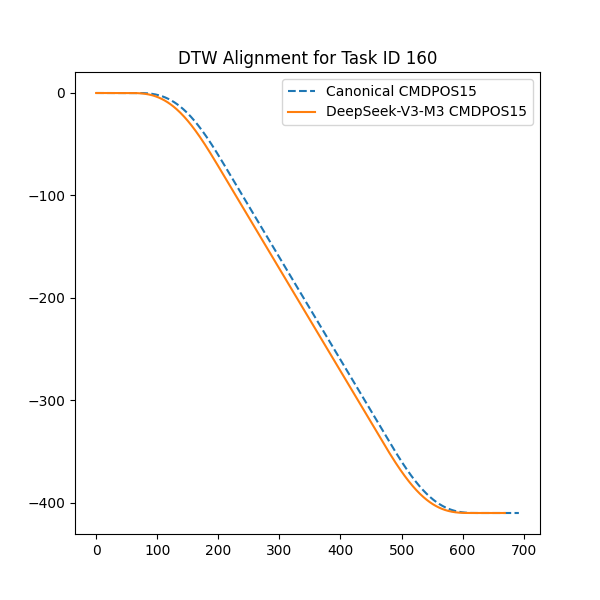 DTW Alignment for Task ID 160
Canonical CMDPOS15
DeepSeek-V3-M3 CMDPOS15
0
−100
−200
−300
−400
0 100 200 300 400 500 600 700